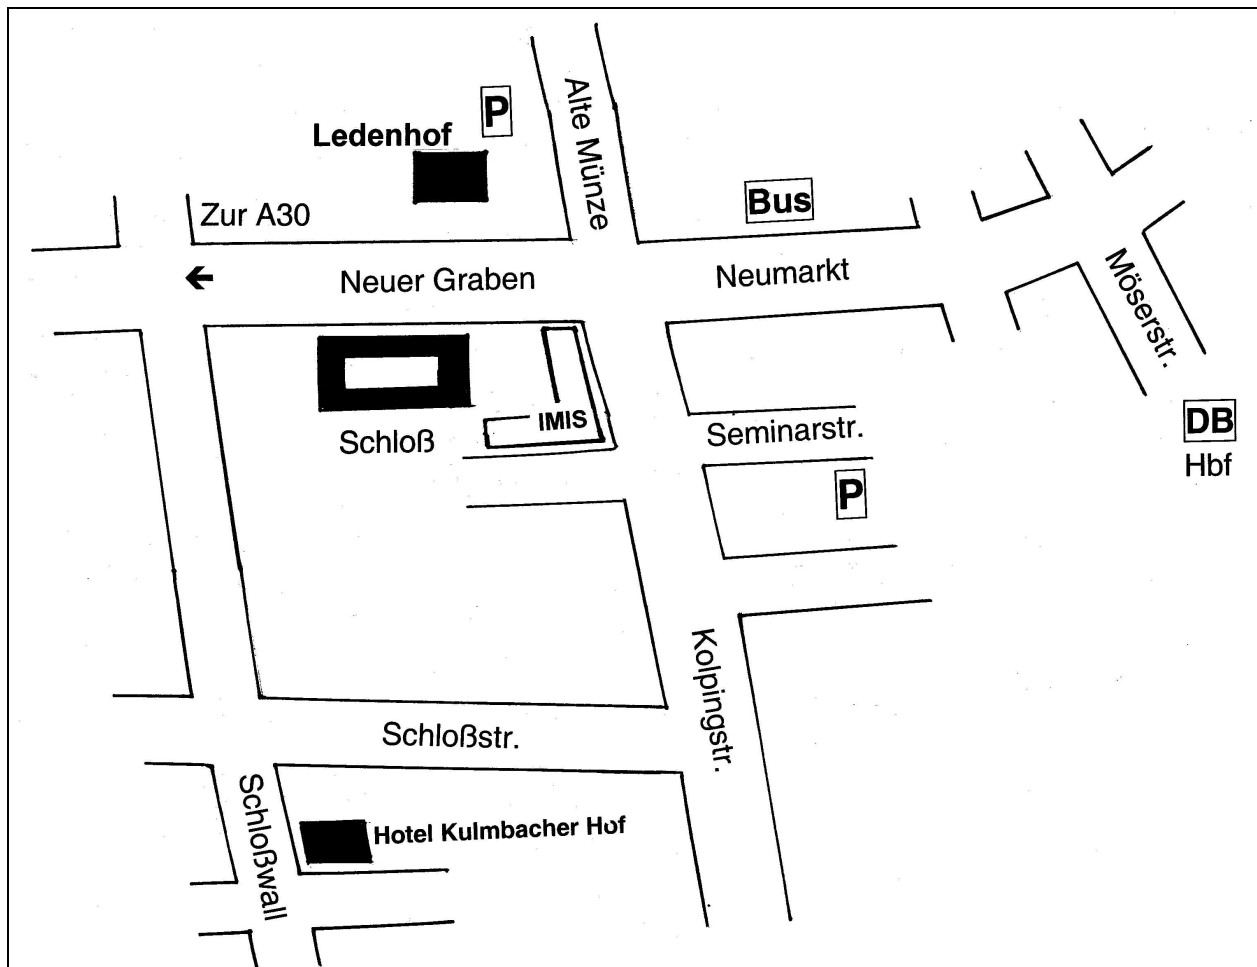 Alte Münze
P
Ledenhof
Bus
Zur A30
Neuer Graben
Neumarkt
Möserstr.
IMIS
Schloß
Seminarstr.
DB
Hbf
P
Kolpingstr.
Schloßstr.
Schloßwall
Hotel Kulmbacher Hof